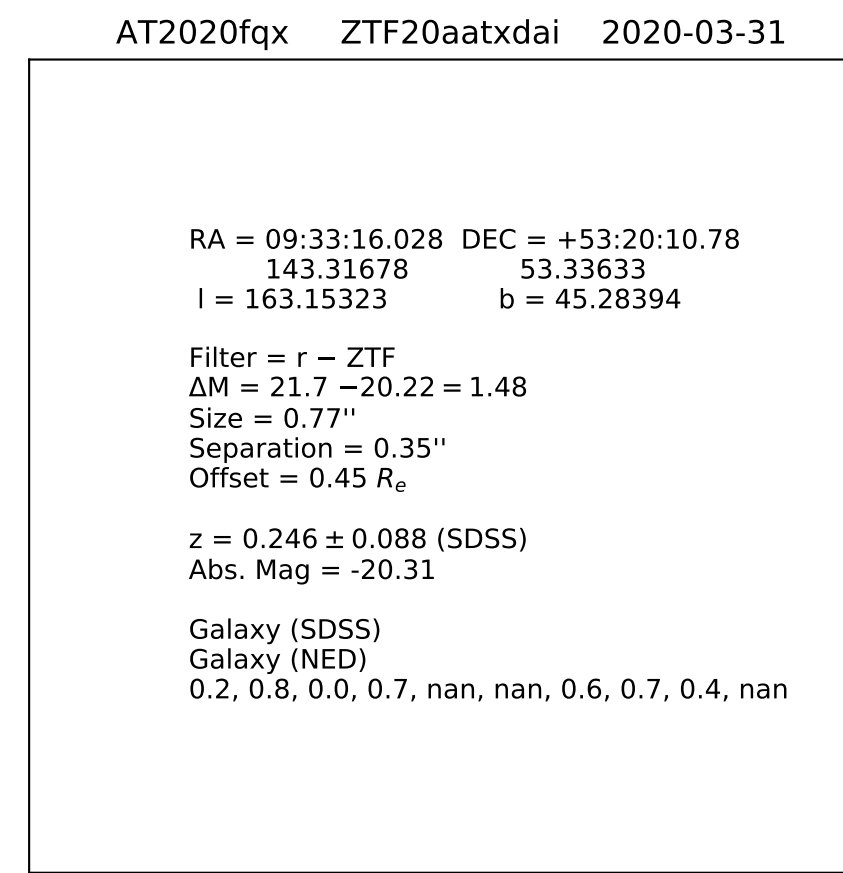 AT2020fqx ZTF20aatxdai 2020-03-31
RA = 09:33:16.028 DEC = +53:20:10.78
143.31678 53.33633
l = 163.15323 b = 45.28394
Filter = r − ZTF
ΔM = 21.7 −20.22 = 1.48
Size = 0.77''
Separation = 0.35''
Offset = 0.45 Rₑ
z = 0.246 ± 0.088 (SDSS)
Abs. Mag = -20.31
Galaxy (SDSS)
Galaxy (NED)
0.2, 0.8, 0.0, 0.7, nan, nan, 0.6, 0.7, 0.4, nan